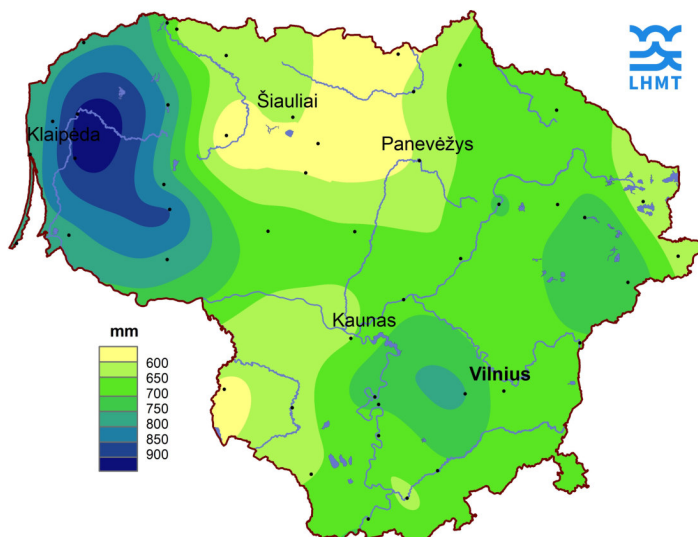 LHMT
Šiauliai
Klaipėda
Panevėžys
Kaunas
mm
600
650
700
750
800
850
900
Vilnius